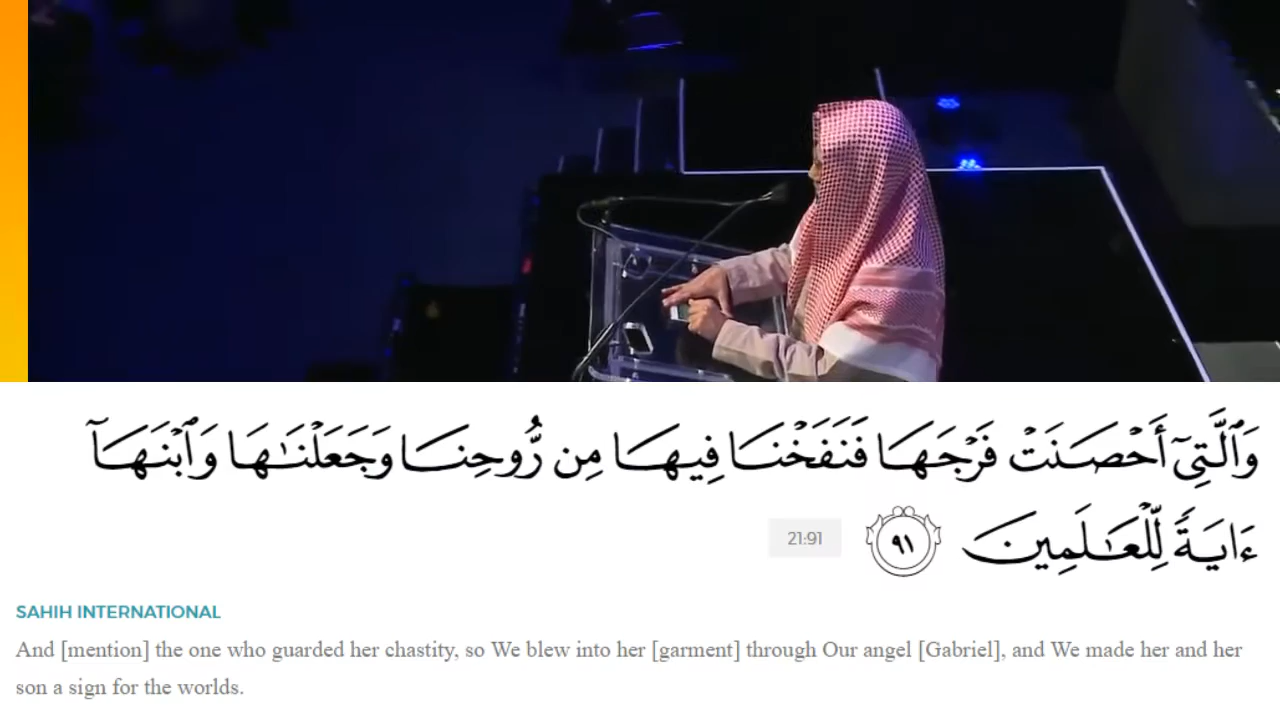 وَٱلَّتِىٓ أَحْصَنَتْ فَرْجَهَا فَنَفَخْنَا فِيهَا مِن رُّوحِنَا وَجَعَلْنَٰهَا وَٱبْنَهَآ
ءَايَةً لِّلْعَٰلَمِينَ ٩١ 21:91
SAHIH INTERNATIONAL
And [mention] the one who guarded her chastity, so We blew into her [garment] through Our angel [Gabriel], and We made her and her
son a sign for the worlds.